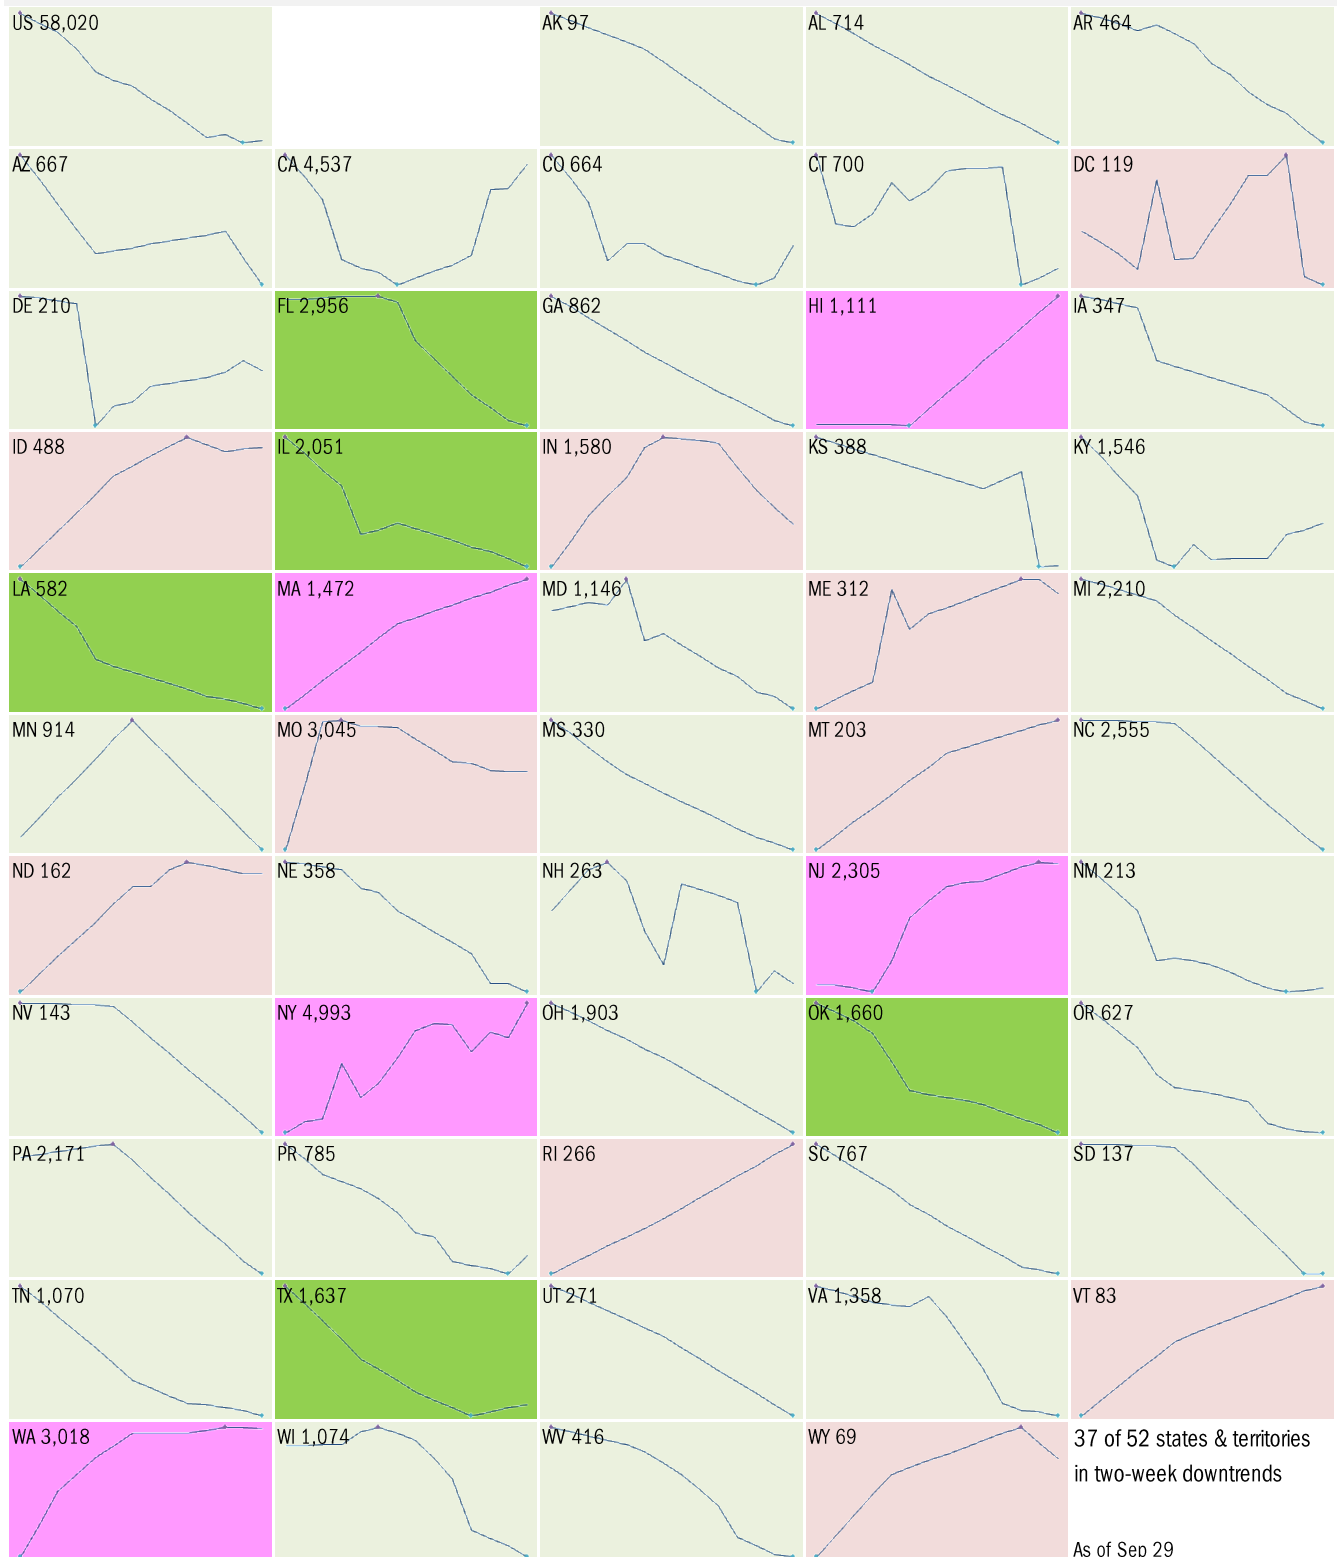 US 58,020
AK 97
AL 714
AR 464
AZ 667
CA 4,537
CO 664
CT 700
DC 119
DE 210
FL 2,956
GA 862
HI 1,111
IA 347
ID 488
IL 2,051
IN 1,580
KS 388
KY 1,546
LA 582
MA 1,472
MD 1,146
ME 312
MI 2,210
MN 914
MO 3,045
MS 330
MT 203
NC 2,555
ND 162
NE 358
NH 263
NJ 2,305
NM 213
NV 143
NY 4,993
OH 1,903
OK 1,660
OR 627
PA 2,171
PR 785
RI 266
SC 767
SD 137
TN 1,070
TX 1,637
UT 271
VA 1,358
VT 83
WA 3,018
WI 1,074
WV 416
WY 69
37 of 52 states & territories
in two-week downtrends
As of Sep 29